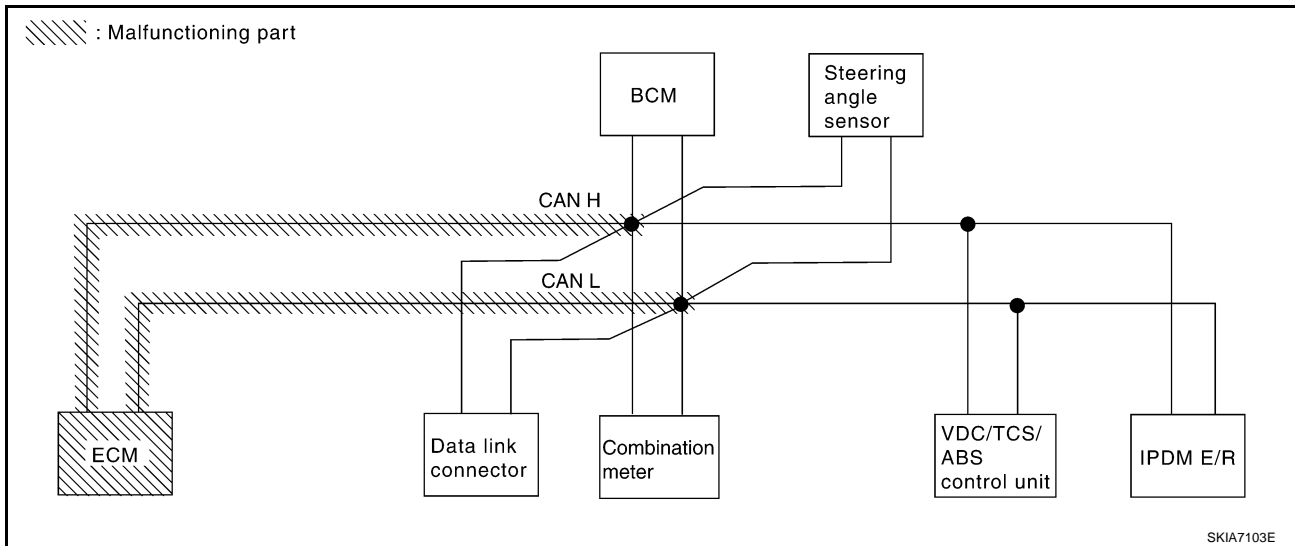 : Malfunctioning part
BCM
Steering
angle
sensor
CAN H
CAN L
ECM
Data link
connector
Combination
meter
VDC/TCS/
ABS
control unit
IPDM E/R
SKIA7103E